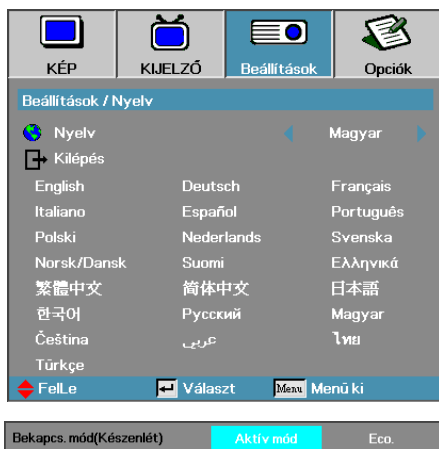 KÉP KIJELZŐ Beállítások Opciók
Beállítások / Nyelv
Nyelv Magyar
Kilépés
English Deutsch Français
Italiano Español Português
Polski Nederlands Svenska
Norsk/Dansk Suomi Ελληνικά
繁體中文 简体中文 日本語
한국어 Русский Magyar
Čeština عربي ไทย
Türkçe
FelLe Választ Menu Menü ki
Bekapcs. mód(Készenlét) Aktív mód Eco.